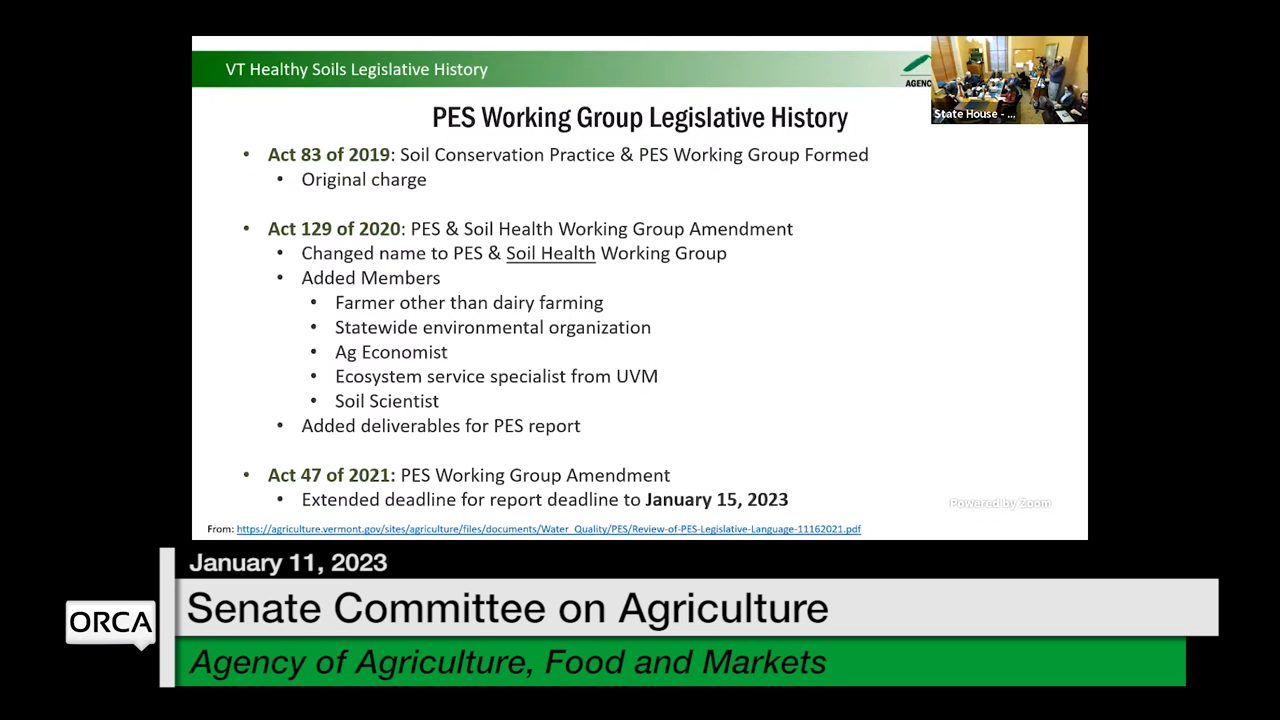 VT Healthy Soils Legislative History
AGENC
State House - ...
PES Working Group Legislative History
• Act 83 of 2019: Soil Conservation Practice & PES Working Group Formed
• Original charge
• Act 129 of 2020: PES & Soil Health Working Group Amendment
• Changed name to PES & Soil Health Working Group
• Added Members
• Farmer other than dairy farming
• Statewide environmental organization
• Ag Economist
• Ecosystem service specialist from UVM
• Soil Scientist
• Added deliverables for PES report
• Act 47 of 2021: PES Working Group Amendment
• Extended deadline for report deadline to January 15, 2023
Powered by Zoom
From: https://agriculture.vermont.gov/sites/agriculture/files/documents/Water_Quality/PES/Review-of-PES-Legislative-Language-11162021.pdf
January 11, 2023
ORCA
Senate Committee on Agriculture
Agency of Agriculture, Food and Markets